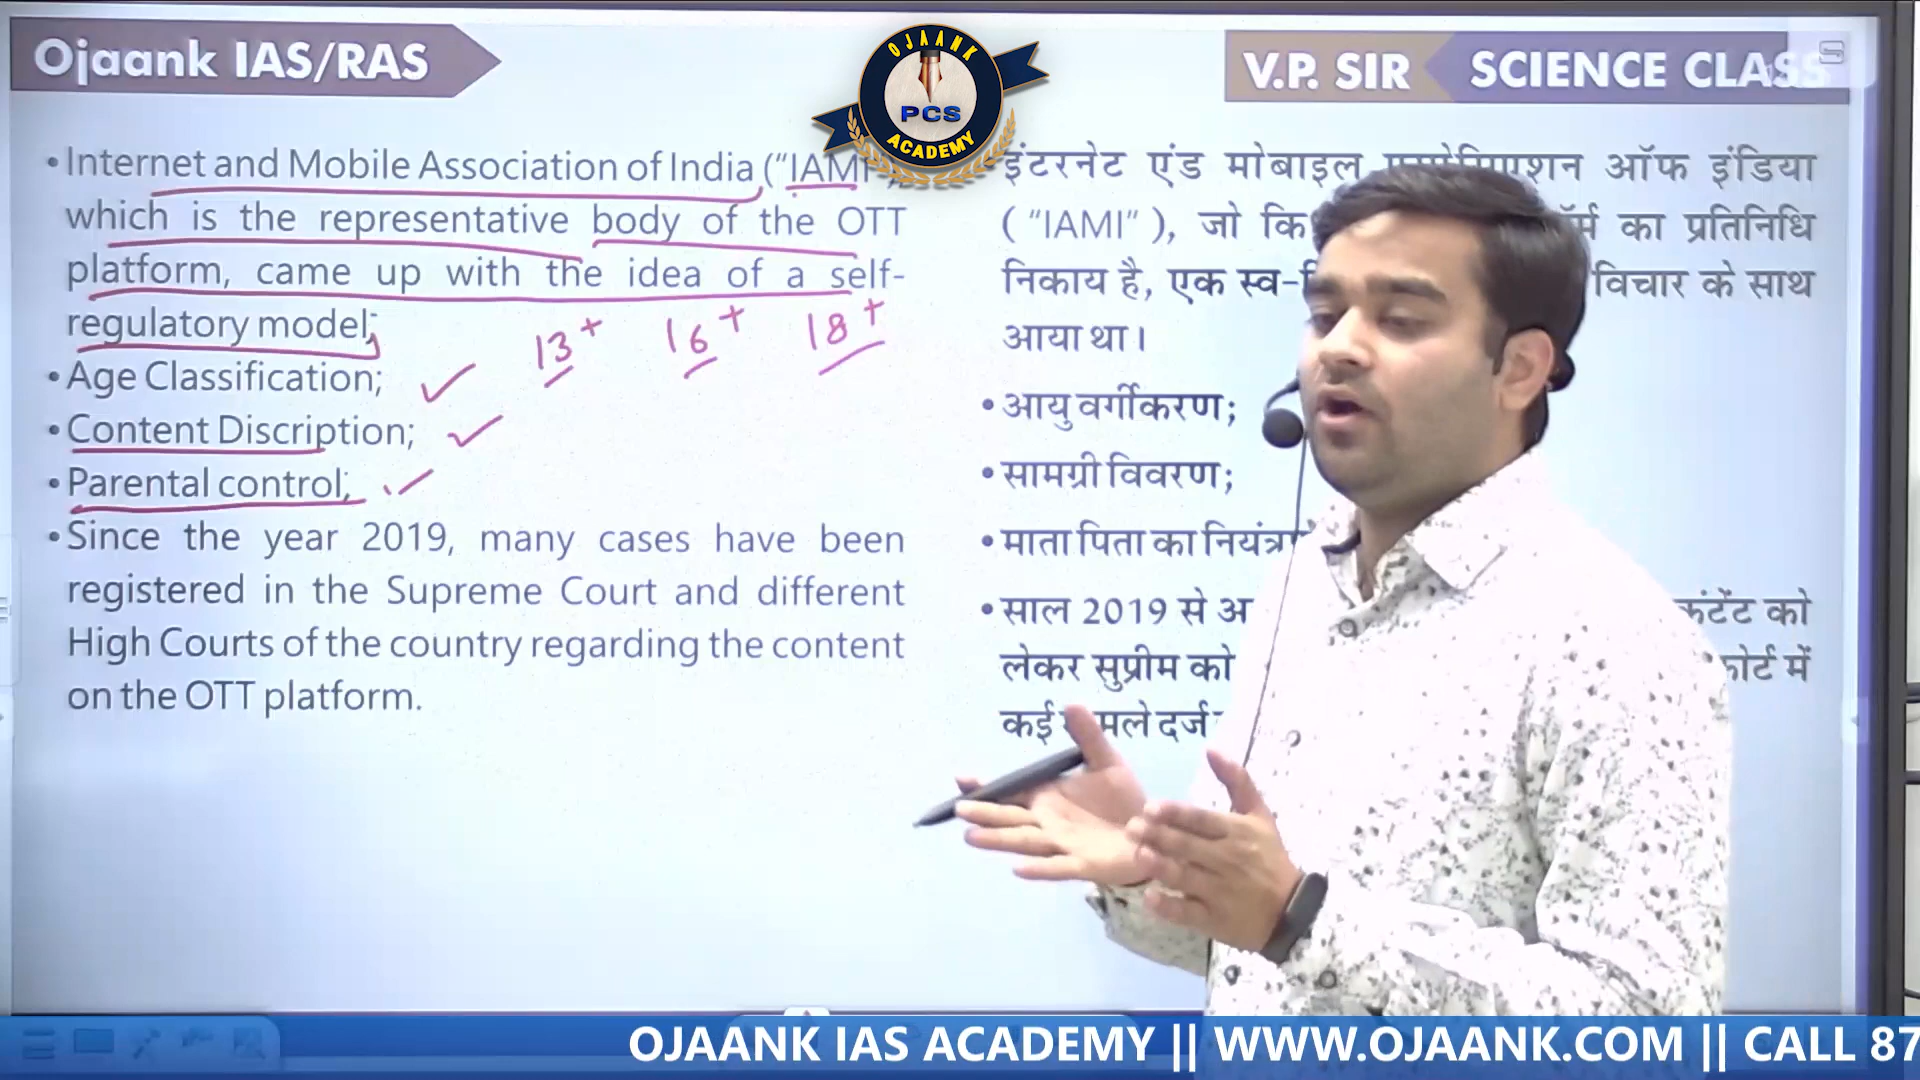 Ojaank IAS/RAS
OJAANK
PCS
ACADEMY
V.P. SIR
SCIENCE CLASS
•Internet and Mobile Association of India ("IAMI"),
which is the representative body of the OTT
platform, came up with the idea of a self-
regulatory model;
13+ 16+ 18+
•Age Classification;
•Content Discription;
•Parental control;
•Since the year 2019, many cases have been
registered in the Supreme Court and different
High Courts of the country regarding the content
on the OTT platform.
इंटरनेट एंड मोबाइल ऑफ इंडिया
("IAMI"), जो कि का प्रतिनिधि
निकाय है, एक विचार के साथ
आया था।
•आयु वर्गीकरण;
•सामग्री विवरण;
•माता पिता का
•साल 2019 से कंटेंट को
लेकर सुप्रीम में
कई दर्ज
OJAANK IAS ACADEMY || WWW.OJAANK.COM || CALL 87